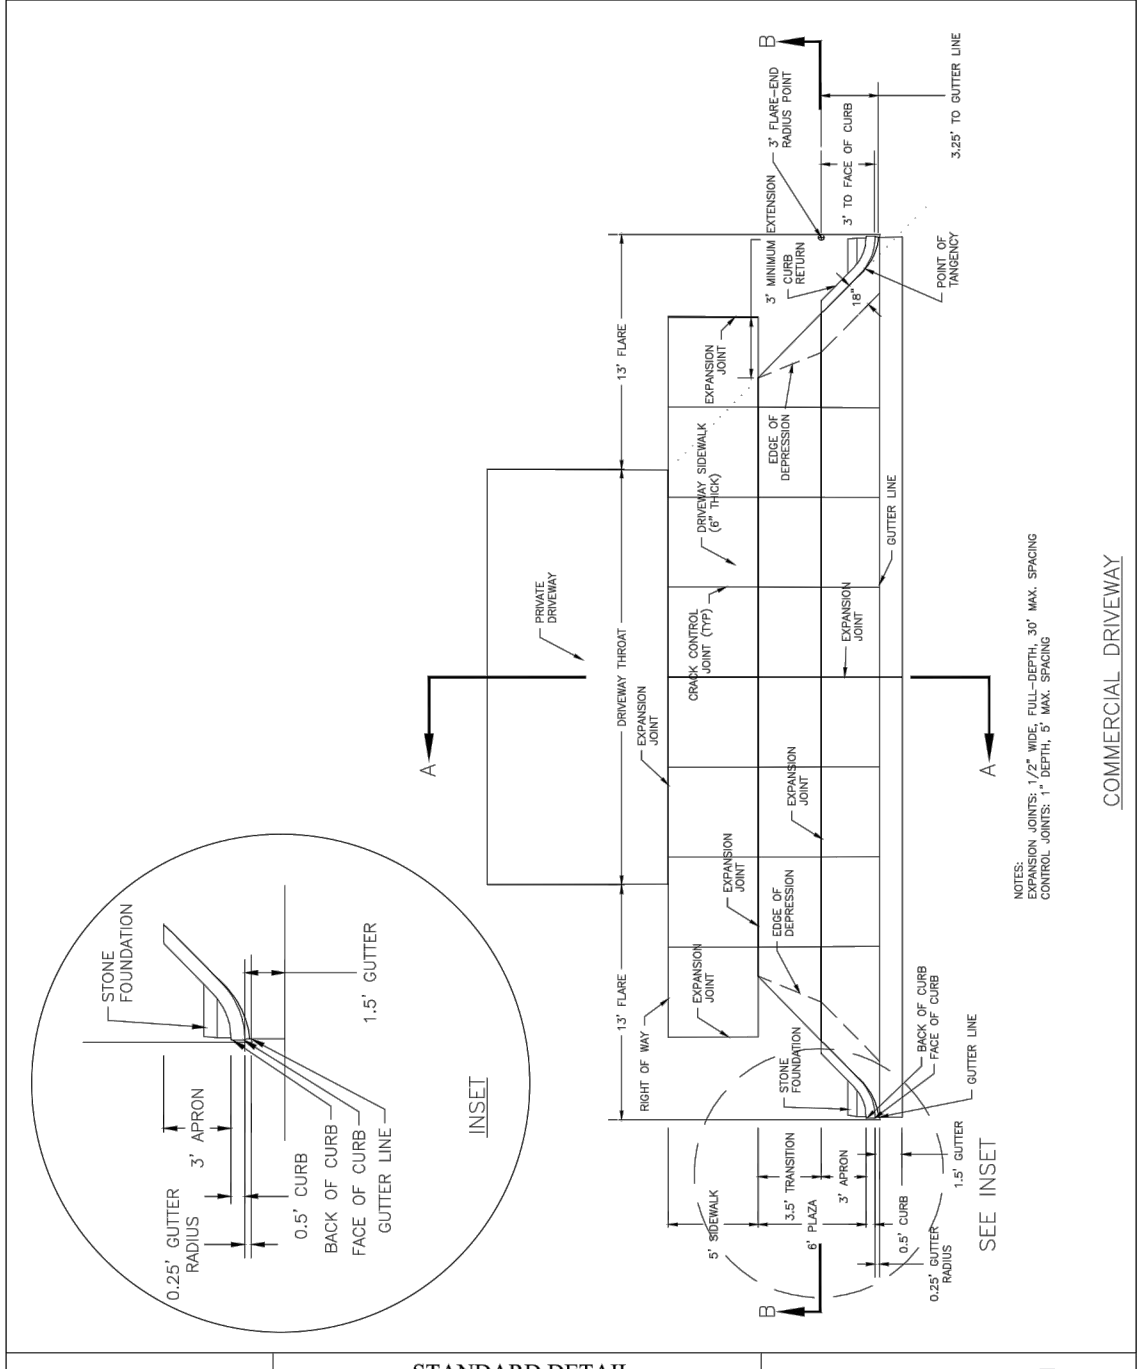 B
3' FLARE-END
RADIUS POINT
3.25' TO GUTTER LINE
3' TO FACE OF CURB
3' MINIMUM EXTENSION
CURB
RETURN
18"
POINT OF
TANGENCY
13' FLARE
EXPANSION
JOINT
EDGE OF
DEPRESSION
DRIVEWAY SIDEWALK
(6" THICK)
GUTTER LINE
PRIVATE
DRIVEWAY
DRIVEWAY THROAT
CRACK CONTROL
JOINT (TYP)
EXPANSION
JOINT
EXPANSION
JOINT
A
A
EXPANSION
JOINT
EXPANSION
JOINT
EDGE OF
DEPRESSION
EXPANSION
JOINT
13' FLARE
RIGHT OF WAY
STONE
FOUNDATION
BACK OF CURB
FACE OF CURB
GUTTER LINE
5' SIDEWALK
3.5' TRANSITION
6' PLAZA
3' APRON
0.5' CURB
1.5' GUTTER
0.25' GUTTER
RADIUS
SEE INSET
B
STONE
FOUNDATION
1.5' GUTTER
3' APRON
0.25' GUTTER
RADIUS
0.5' CURB
BACK OF CURB
FACE OF CURB
GUTTER LINE
INSET
NOTES:
EXPANSION JOINTS: 1/2" WIDE, FULL-DEPTH, 30' MAX. SPACING
CONTROL JOINTS: 1" DEPTH, 5' MAX. SPACING
COMMERCIAL DRIVEWAY
STANDARD DETAIL